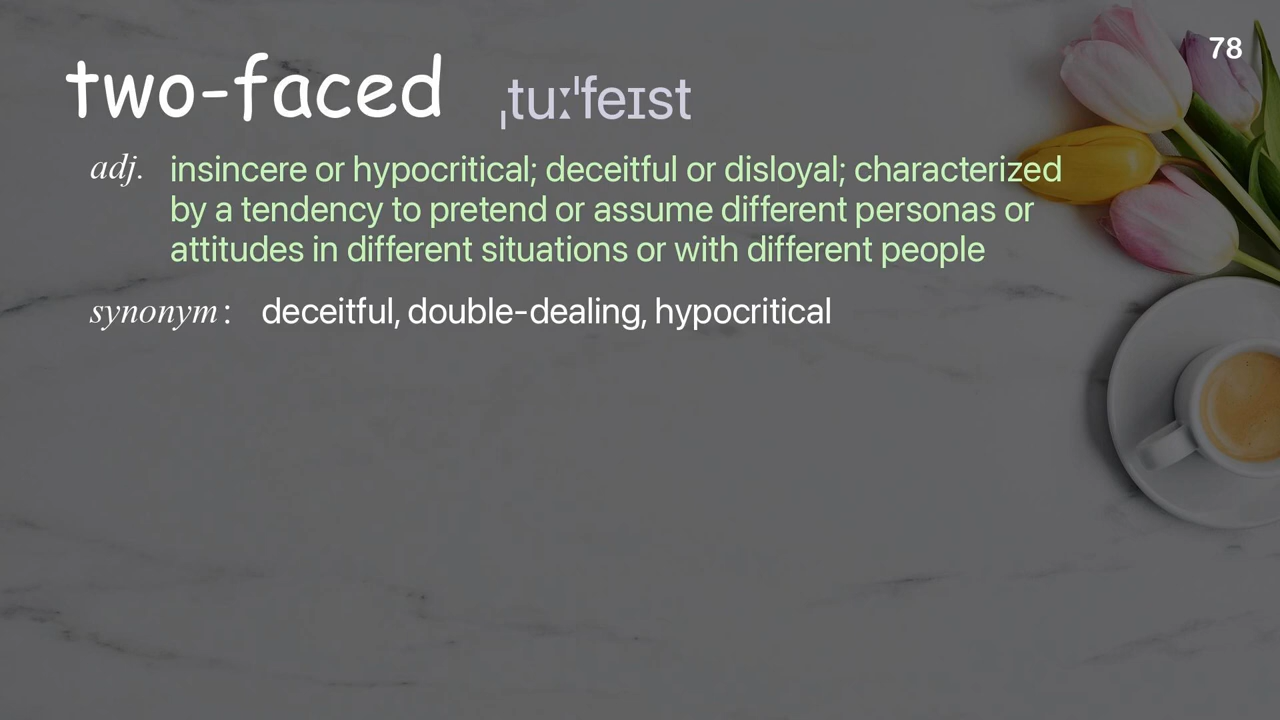 78
two-faced ˌtuːˈfeɪst
adj. insincere or hypocritical; deceitful or disloyal; characterized
by a tendency to pretend or assume different personas or
attitudes in different situations or with different people
synonym: deceitful, double-dealing, hypocritical